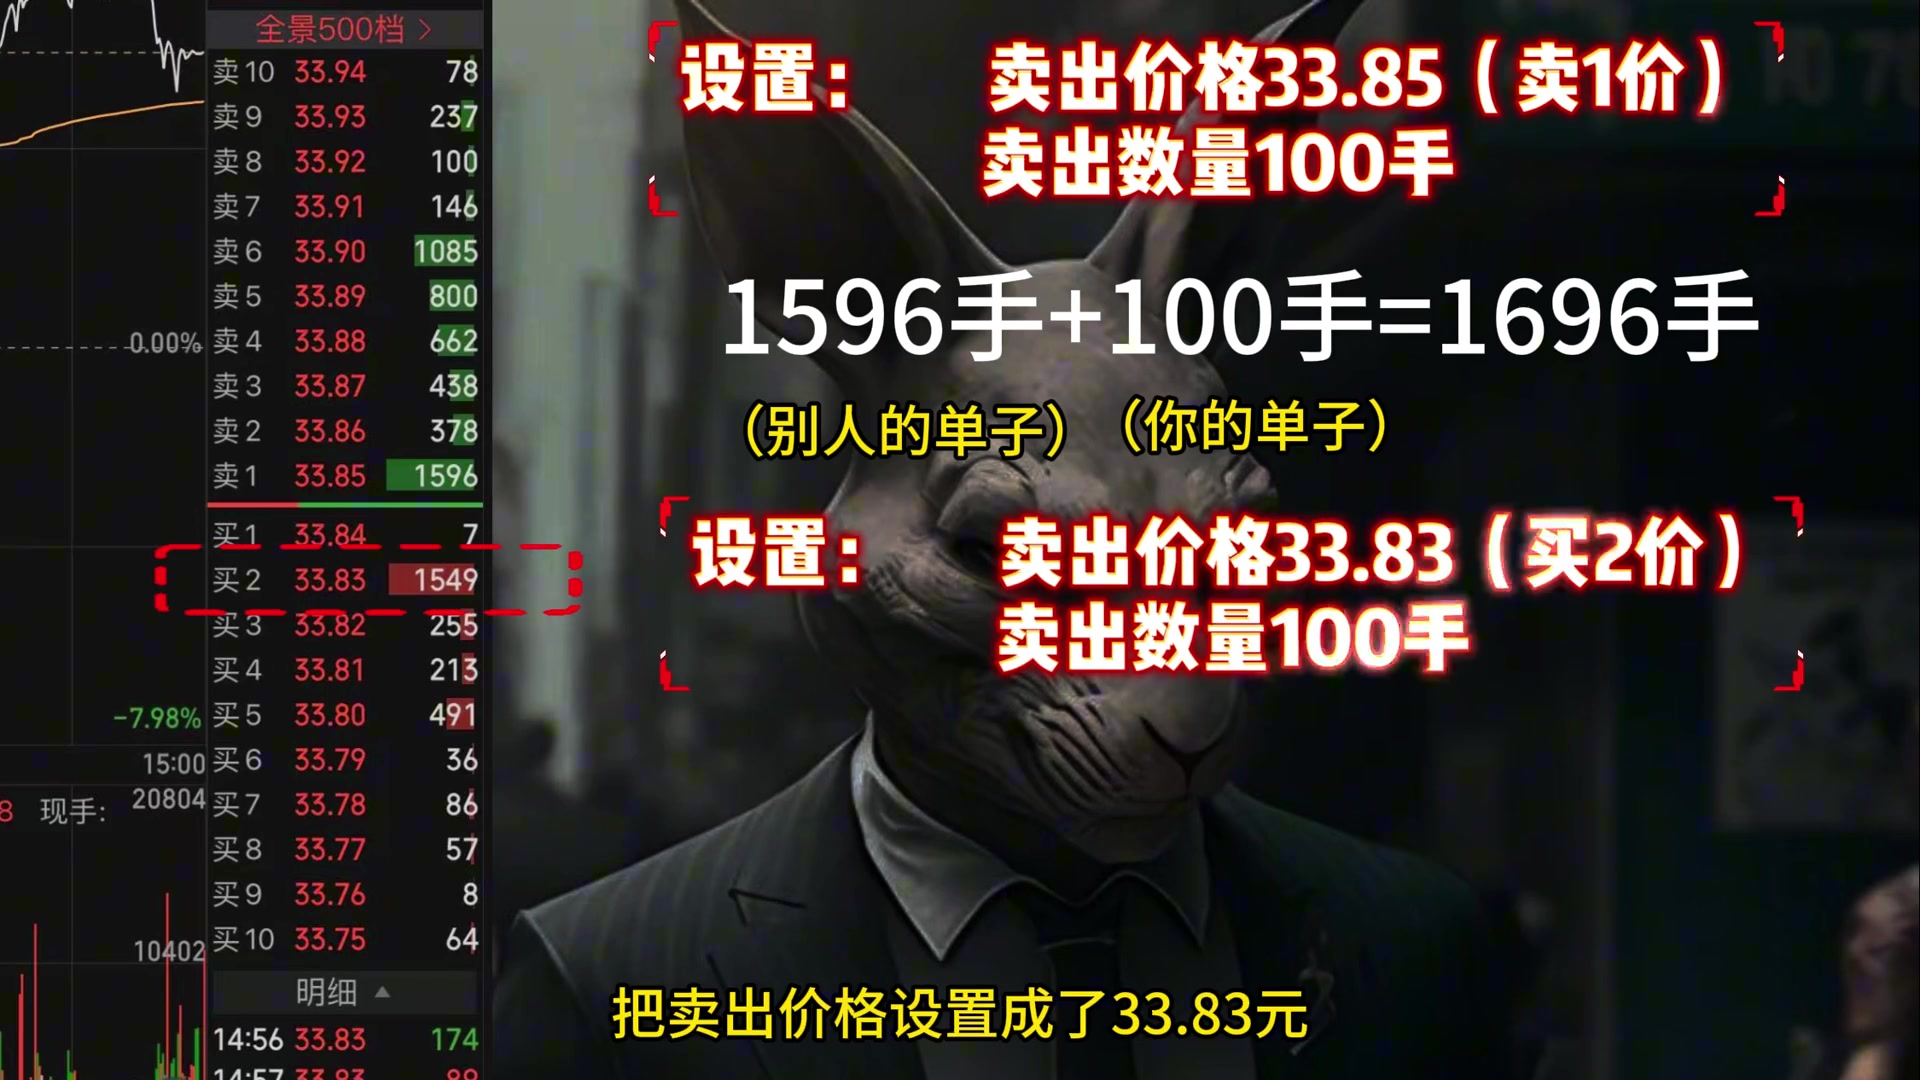 全景500档 >
卖10 33.94 78
卖9 33.93 237
卖8 33.92 100
卖7 33.91 146
卖6 33.90 1085
卖5 33.89 800
0.00% 卖4 33.88 662
卖3 33.87 438
卖2 33.86 378
卖1 33.85 1596
买1 33.84 7
买2 33.83 1549
买3 33.82 255
买4 33.81 213
-7.98% 买5 33.80 491
15:00 买6 33.79 36
8 现手: 20804 买7 33.78 86
买8 33.77 57
买9 33.76 8
10402 买10 33.75 64
明细
14:56 33.83 174
14:57 33.83 89
设置： 卖出价格33.85（卖1价）
卖出数量100手
1596手+100手=1696手
（别人的单子）（你的单子）
设置： 卖出价格33.83（买2价）
卖出数量100手
把卖出价格设置成了33.83元